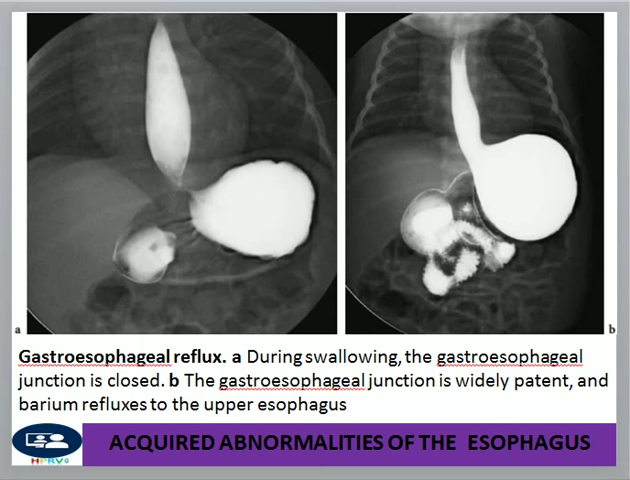 a
b
Gastroesophageal reflux. a During swallowing, the gastroesophageal
junction is closed. b The gastroesophageal junction is widely patent, and
barium refluxes to the upper esophagus
ACQUIRED ABNORMALITIES OF THE ESOPHAGUS